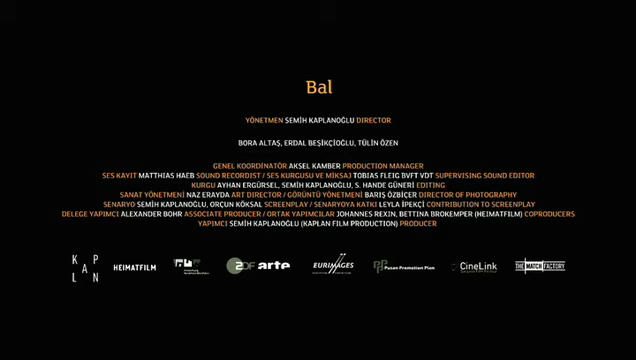 Bal
YÖNETMEN SEMİH KAPLANOĞLU DIRECTOR
BORA ALTAŞ, ERDAL BEŞİKÇİOĞLU, TÜLİN ÖZEN
GENEL KOORDİNATÖR AKSEL KAMBER PRODUCTION MANAGER
SES KAYIT MATTHIAS HAEB SOUND RECORDIST / SES KURGUSU VE MİKSAJ TOBIAS FLEIG BVFT VDT SUPERVISING SOUND EDITOR
KURGU AYHAN ERGÜRSEL, SEMİH KAPLANOĞLU, S. HANDE GÜNERİ EDITING
SANAT YÖNETMENİ NAZ ERAYDA ART DIRECTOR / GÖRÜNTÜ YÖNETMENİ BARIŞ ÖZBİÇER DIRECTOR OF PHOTOGRAPHY
SENARYO SEMİH KAPLANOĞLU, ORÇUN KÖKSAL SCREENPLAY / SENARYOYA KATKI LEYLA İPEKÇİ CONTRIBUTION TO SCREENPLAY
DELEGE YAPIMCI ALEXANDER BOHR ASSOCIATE PRODUCER / ORTAK YAPIMCILAR JOHANNES REXIN, BETTINA BROKEMPER (HEIMATFILM) COPRODUCERS
YAPIMCI SEMİH KAPLANOĞLU (KAPLAN FILM PRODUCTION) PRODUCER
KAPLAN HEIMATFILM ZDF arte EURIMAGES Pusan Promotion Plan CineLink THE MATCH FACTORY